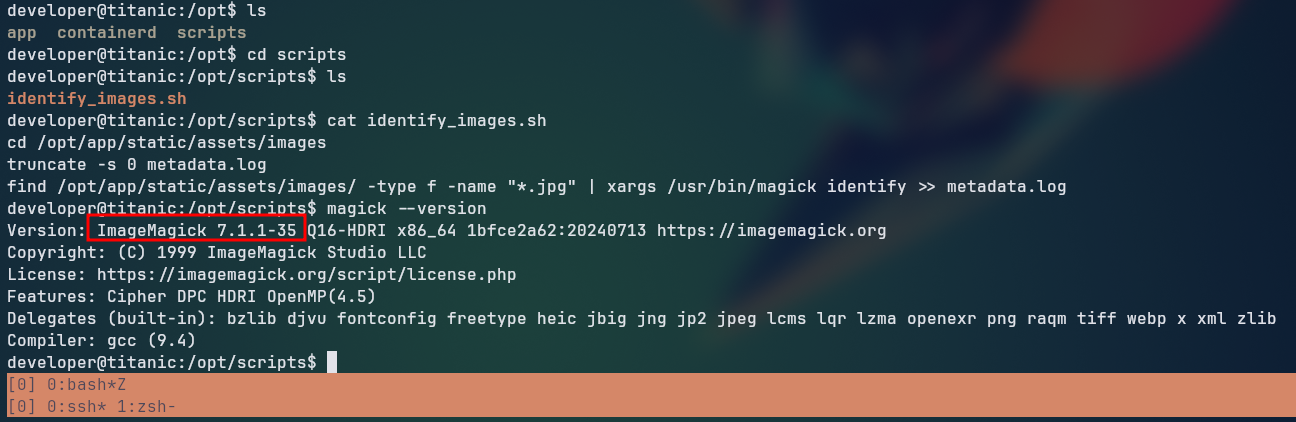 developer@titanic:/opt$ ls
app  containerd  scripts
developer@titanic:/opt$ cd scripts
developer@titanic:/opt/scripts$ ls
identify_images.sh
developer@titanic:/opt/scripts$ cat identify_images.sh
cd /opt/app/static/assets/images
truncate -s 0 metadata.log
find /opt/app/static/assets/images/ -type f -name "*.jpg" | xargs /usr/bin/magick identify >> metadata.log
developer@titanic:/opt/scripts$ magick --version
Version: ImageMagick 7.1.1-35 Q16-HDRI x86_64 1bfce2a62:20240713 https://imagemagick.org
Copyright: (C) 1999 ImageMagick Studio LLC
License: https://imagemagick.org/script/license.php
Features: Cipher DPC HDRI OpenMP(4.5)
Delegates (built-in): bzlib djvu fontconfig freetype heic jbig jng jp2 jpeg lcms lqr lzma openexr png raqm tiff webp x xml zlib
Compiler: gcc (9.4)
developer@titanic:/opt/scripts$
[0] 0:bash*Z
[0] 0:ssh* 1:zsh-